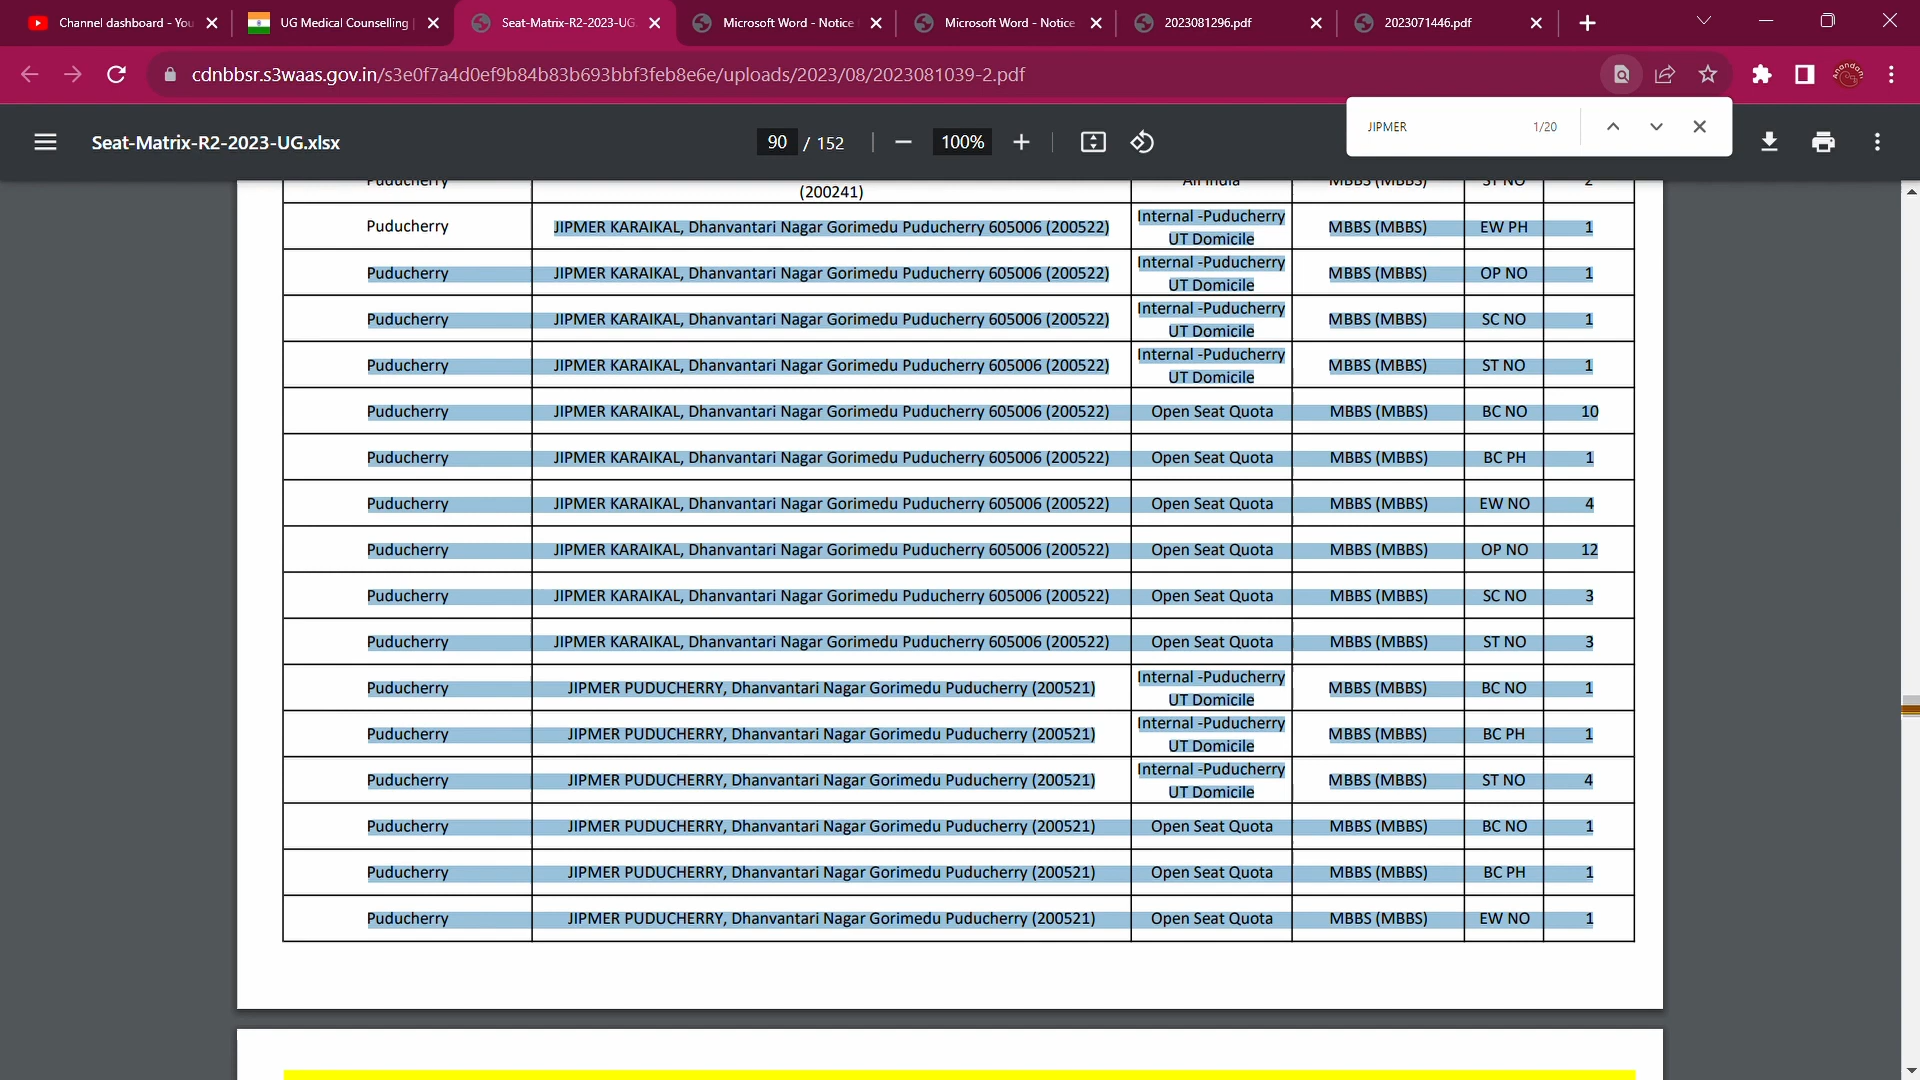 Channel dashboard - You
UG Medical Counselling
Seat-Matrix-R2-2023-UG.
Microsoft Word - Notice
Microsoft Word - Notice
2023081296.pdf
2023071446.pdf
cdnbbsr.s3waas.gov.in/s3e0f7a4d0ef9b84b83b693bbf3feb8e6e/uploads/2023/08/2023081039-2.pdf
JIPMER 1/20
Seat-Matrix-R2-2023-UG.xlsx
90 / 152
100%
Puducherry All India MBBS (MBBS) ST NO 2
(200241)
Puducherry JIPMER KARAIKAL, Dhanvantari Nagar Gorimedu Puducherry 605006 (200522) Internal -Puducherry UT Domicile MBBS (MBBS) EW PH 1
Puducherry JIPMER KARAIKAL, Dhanvantari Nagar Gorimedu Puducherry 605006 (200522) Internal -Puducherry UT Domicile MBBS (MBBS) OP NO 1
Puducherry JIPMER KARAIKAL, Dhanvantari Nagar Gorimedu Puducherry 605006 (200522) Internal -Puducherry UT Domicile MBBS (MBBS) SC NO 1
Puducherry JIPMER KARAIKAL, Dhanvantari Nagar Gorimedu Puducherry 605006 (200522) Internal -Puducherry UT Domicile MBBS (MBBS) ST NO 1
Puducherry JIPMER KARAIKAL, Dhanvantari Nagar Gorimedu Puducherry 605006 (200522) Open Seat Quota MBBS (MBBS) BC NO 10
Puducherry JIPMER KARAIKAL, Dhanvantari Nagar Gorimedu Puducherry 605006 (200522) Open Seat Quota MBBS (MBBS) BC PH 1
Puducherry JIPMER KARAIKAL, Dhanvantari Nagar Gorimedu Puducherry 605006 (200522) Open Seat Quota MBBS (MBBS) EW NO 4
Puducherry JIPMER KARAIKAL, Dhanvantari Nagar Gorimedu Puducherry 605006 (200522) Open Seat Quota MBBS (MBBS) OP NO 12
Puducherry JIPMER KARAIKAL, Dhanvantari Nagar Gorimedu Puducherry 605006 (200522) Open Seat Quota MBBS (MBBS) SC NO 3
Puducherry JIPMER KARAIKAL, Dhanvantari Nagar Gorimedu Puducherry 605006 (200522) Open Seat Quota MBBS (MBBS) ST NO 3
Puducherry JIPMER PUDUCHERRY, Dhanvantari Nagar Gorimedu Puducherry (200521) Internal -Puducherry UT Domicile MBBS (MBBS) BC NO 1
Puducherry JIPMER PUDUCHERRY, Dhanvantari Nagar Gorimedu Puducherry (200521) Internal -Puducherry UT Domicile MBBS (MBBS) BC PH 1
Puducherry JIPMER PUDUCHERRY, Dhanvantari Nagar Gorimedu Puducherry (200521) Internal -Puducherry UT Domicile MBBS (MBBS) ST NO 4
Puducherry JIPMER PUDUCHERRY, Dhanvantari Nagar Gorimedu Puducherry (200521) Open Seat Quota MBBS (MBBS) BC NO 1
Puducherry JIPMER PUDUCHERRY, Dhanvantari Nagar Gorimedu Puducherry (200521) Open Seat Quota MBBS (MBBS) BC PH 1
Puducherry JIPMER PUDUCHERRY, Dhanvantari Nagar Gorimedu Puducherry (200521) Open Seat Quota MBBS (MBBS) EW NO 1